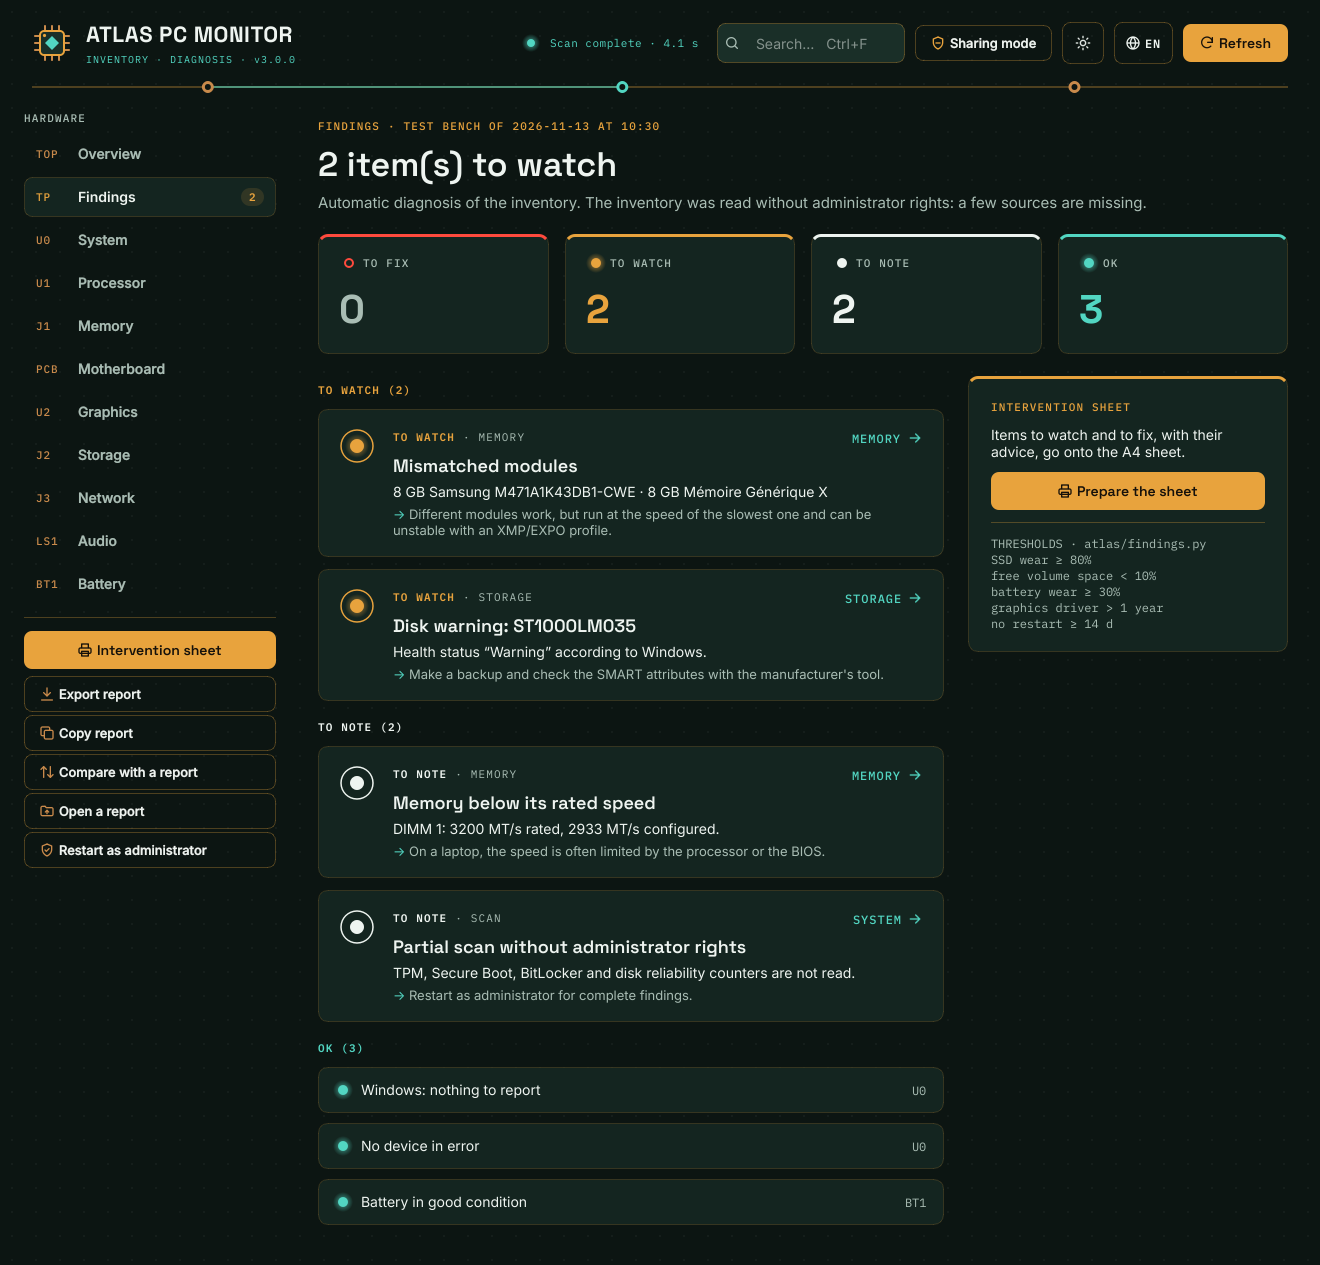 ATLAS PC MONITOR
INVENTORY · DIAGNOSIS · v3.0.0
Scan complete · 4.1 s
Search... Ctrl+F
Sharing mode
EN
Refresh
HARDWARE
TOP Overview
TP Findings 2
U0 System
U1 Processor
J1 Memory
PCB Motherboard
U2 Graphics
J2 Storage
J3 Network
LS1 Audio
BT1 Battery
Intervention sheet
Export report
Copy report
Compare with a report
Open a report
Restart as administrator
FINDINGS · TEST BENCH OF 2026-11-13 AT 10:30
2 item(s) to watch
Automatic diagnosis of the inventory. The inventory was read without administrator rights: a few sources are missing.
TO FIX
0
TO WATCH
2
TO NOTE
2
OK
3
TO WATCH (2)
TO WATCH · MEMORY
MEMORY →
Mismatched modules
8 GB Samsung M471A1K43DB1-CWE · 8 GB Mémoire Générique X
→ Different modules work, but run at the speed of the slowest one and can be
unstable with an XMP/EXPO profile.
TO WATCH · STORAGE
STORAGE →
Disk warning: ST1000LM035
Health status “Warning” according to Windows.
→ Make a backup and check the SMART attributes with the manufacturer's tool.
TO NOTE (2)
TO NOTE · MEMORY
MEMORY →
Memory below its rated speed
DIMM 1: 3200 MT/s rated, 2933 MT/s configured.
→ On a laptop, the speed is often limited by the processor or the BIOS.
TO NOTE · SCAN
SYSTEM →
Partial scan without administrator rights
TPM, Secure Boot, BitLocker and disk reliability counters are not read.
→ Restart as administrator for complete findings.
OK (3)
Windows: nothing to report U0
No device in error U0
Battery in good condition BT1
INTERVENTION SHEET
Items to watch and to fix, with their
advice, go onto the A4 sheet.
Prepare the sheet
THRESHOLDS · atlas/findings.py
SSD wear ≥ 80%
free volume space < 10%
battery wear ≥ 30%
graphics driver > 1 year
no restart ≥ 14 d